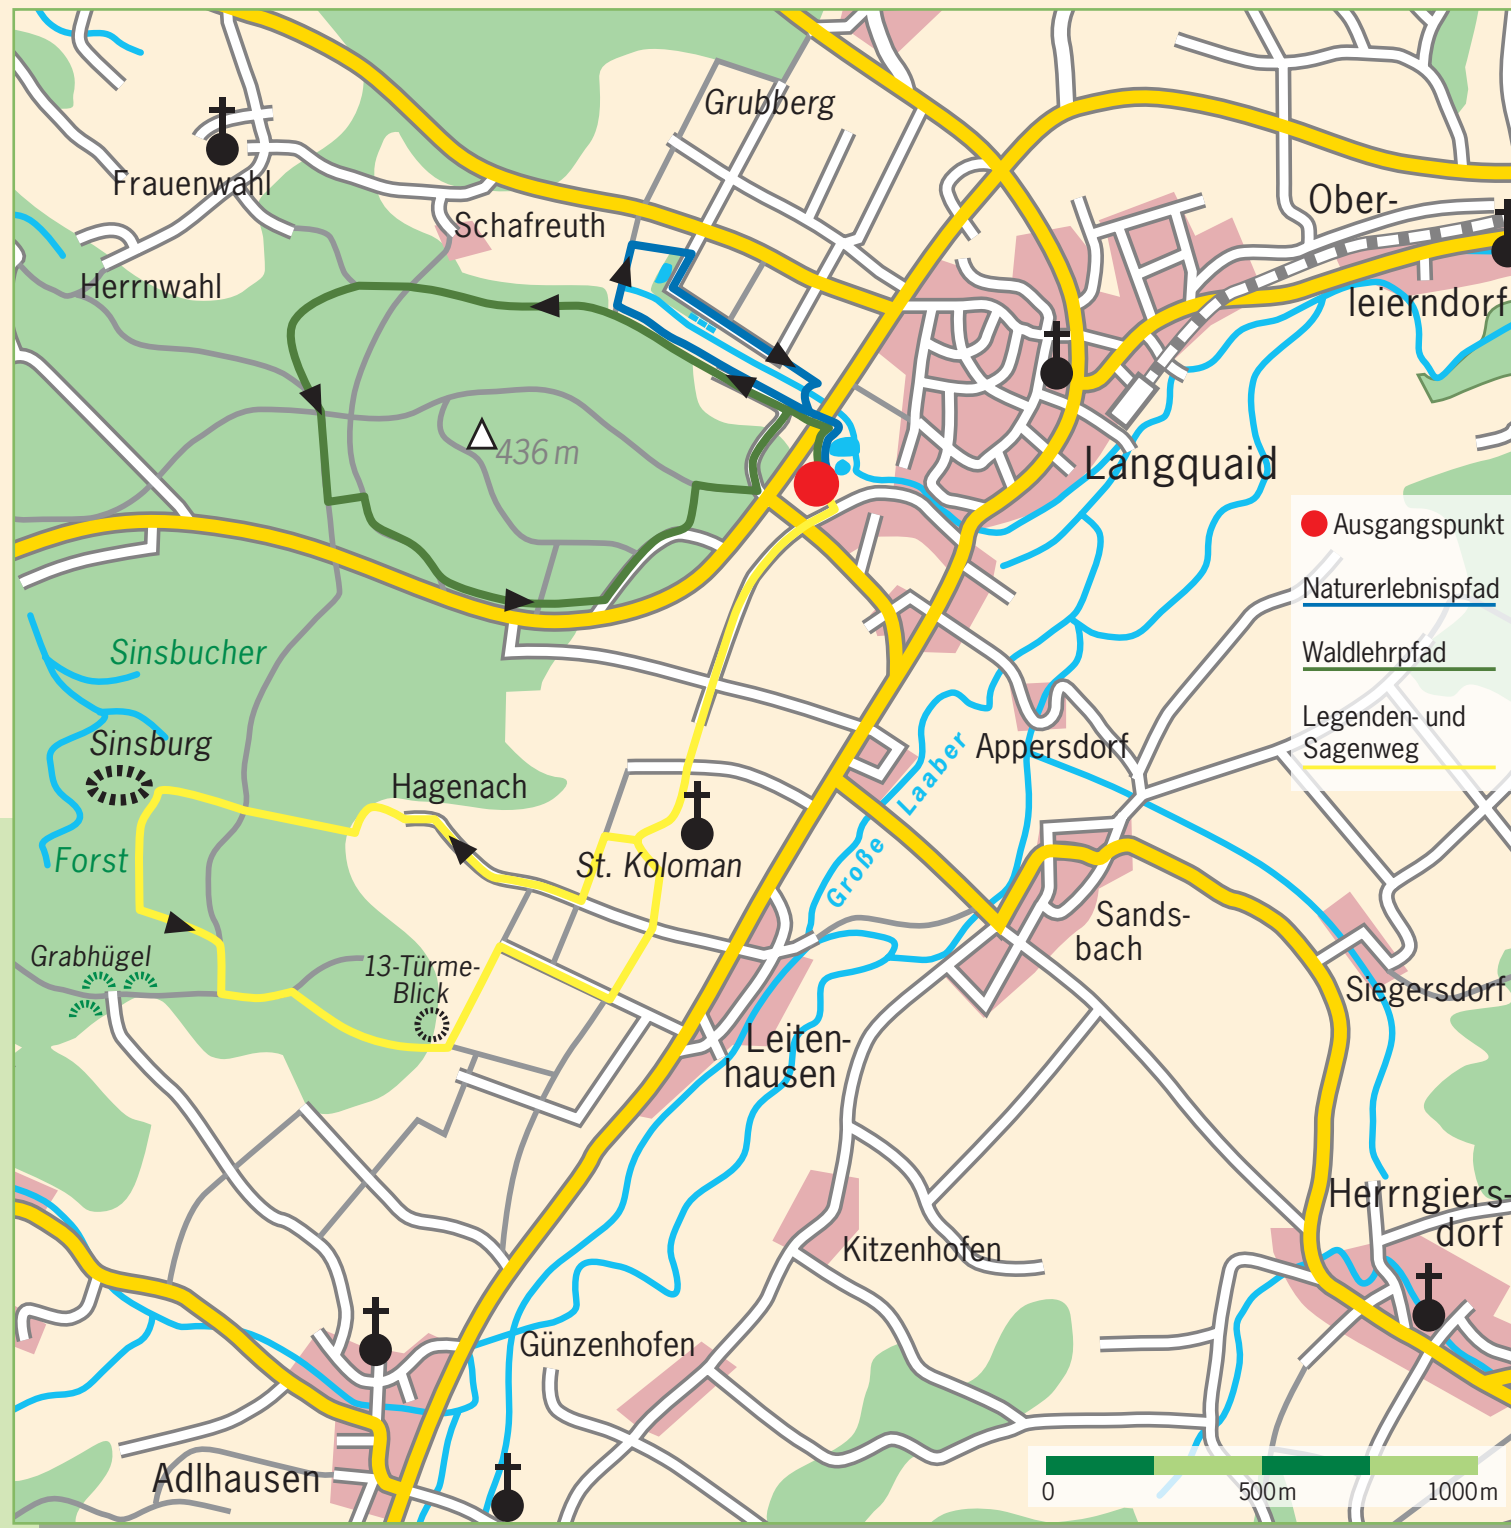 Grubberg
Frauenwahl
Schafreuth
Ober-
leierndorf
Herrnwahl
436 m
Langquaid
Ausgangspunkt
Naturerlebnispfad
Waldlehrpfad
Legenden- und
Sagenweg
Sinsbucher
Forst
Sinsburg
Hagenach
Appersdorf
Große Laaber
St. Koloman
Sands-
bach
Grabhügel
13-Türme-
Blick
Siegersdorf
Leiten-
hausen
Herrngiers-
dorf
Kitzenhofen
Günzenhofen
Adlhausen
0 500 m 1000 m